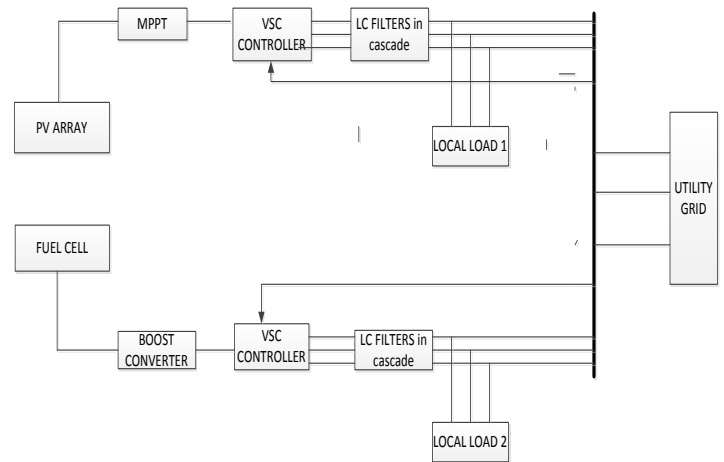 MPPT
VSC
CONTROLLER
LC FILTERS in
cascade
PV ARRAY
LOCAL LOAD 1
UTILITY
GRID
FUEL CELL
BOOST
CONVERTER
VSC
CONTROLLER
LC FILTERS in
cascade
LOCAL LOAD 2